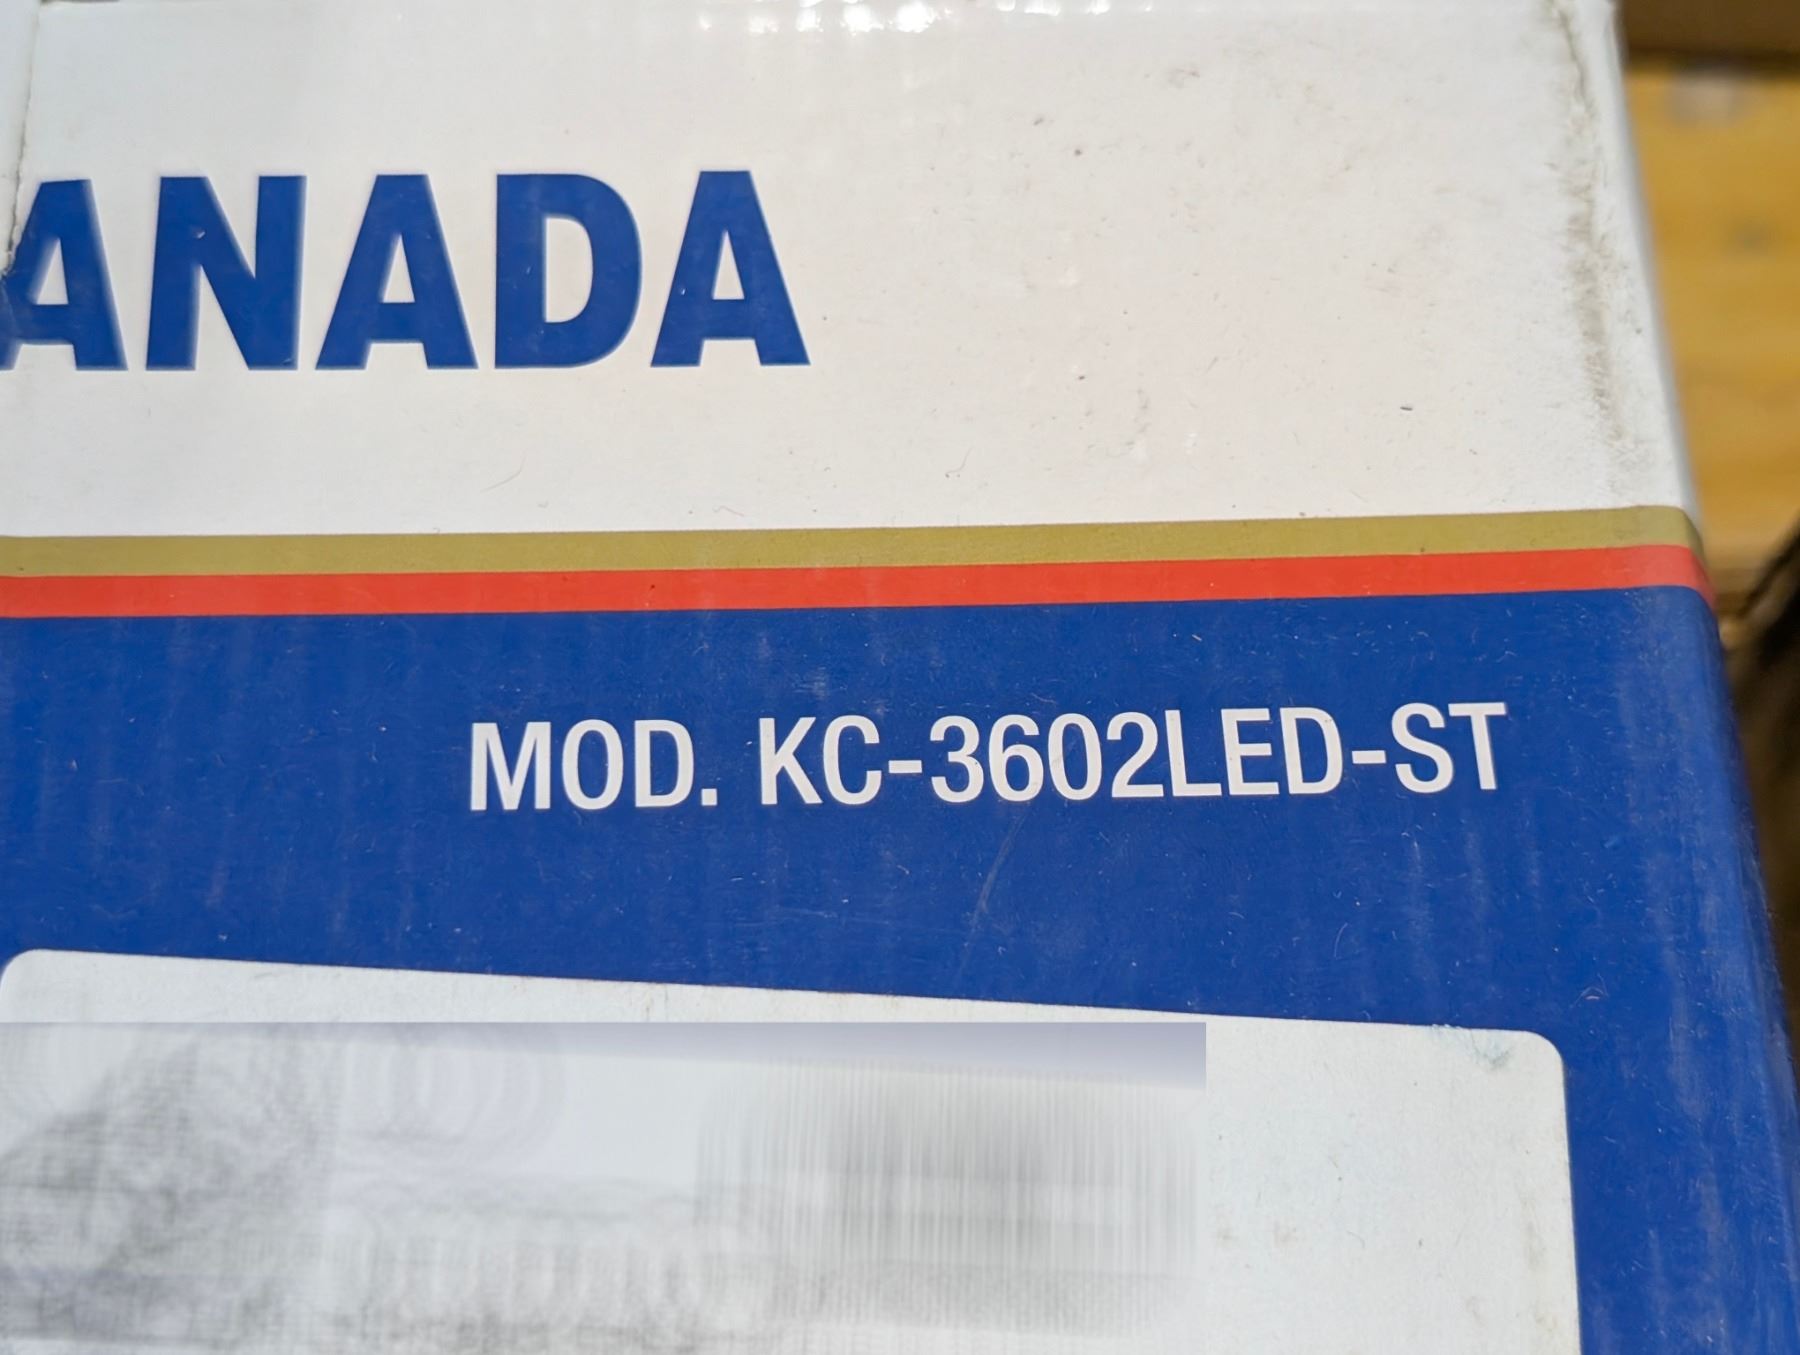 ANADA
MOD. KC-3602LED-ST